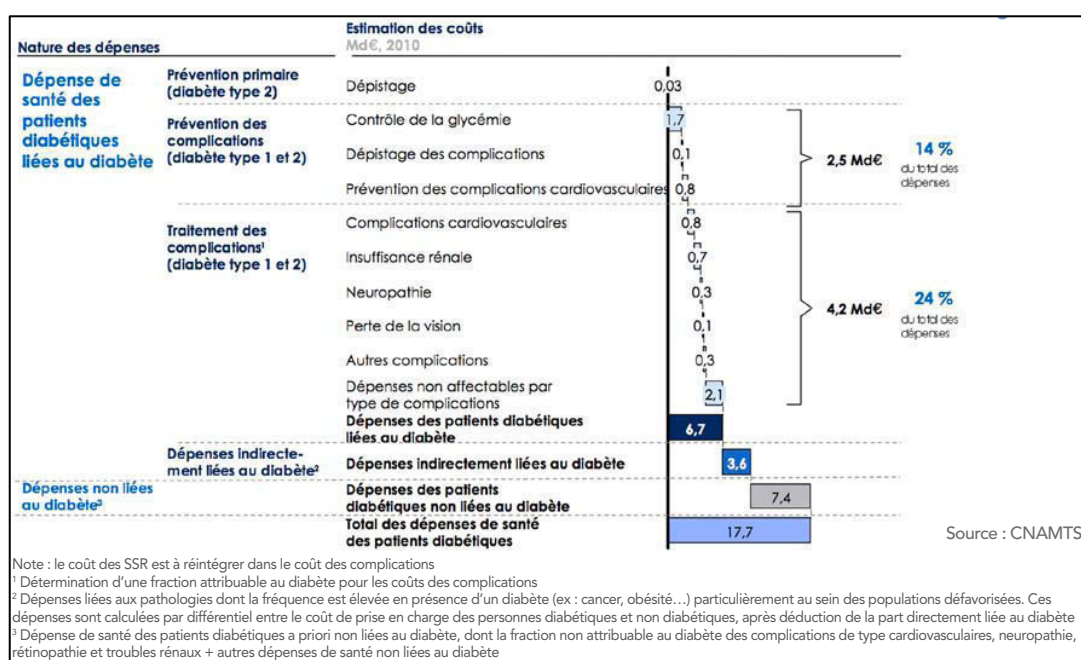 Nature des dépenses
Estimation des coûts
Md€, 2010
Dépense de
santé des
patients
diabétiques
liées au diabète
Prévention primaire
(diabète type 2)
Dépistage
0,03
Prévention des
complications
(diabète type 1 et 2)
Contrôle de la glycémie
1,7
Dépistage des complications
0,1
Prévention des complications cardiovasculaires
0,8
2,5 Md€
14 %
du total des
dépenses
Traitement des
complications¹
(diabète type 1 et 2)
Complications cardiovasculaires
0,8
Insuffisance rénale
0,7
Neuropathie
0,3
Perte de la vision
0,1
Autres complications
0,3
Dépenses non affectables par
type de complications
2,1
4,2 Md€
24 %
du total des
dépenses
Dépenses des patients diabétiques
liées au diabète
6,7
Dépenses indirecte-
ment liées au diabète²
Dépenses indirectement liées au diabète
3,6
Dépenses non liées
au diabète³
Dépenses des patients
diabétiques non liées au diabète
7,4
Total des dépenses de santé
des patients diabétiques
17,7
Source : CNAMTS
Note : le coût des SSR est à réintégrer dans le coût des complications
¹ Détermination d'une fraction attribuable au diabète pour les coûts des complications
² Dépenses liées aux pathologies dont la fréquence est élevée en présence d'un diabète (ex : cancer, obésité…) particulièrement au sein des populations défavorisées. Ces
dépenses sont calculées par différentiel entre le coût de prise en charge des personnes diabétiques et non diabétiques, après déduction de la part directement liée au diabète
³ Dépense de santé des patients diabétiques a priori non liées au diabète, dont la fraction non attribuable au diabète des complications de type cardiovasculaires, neuropathie,
rétinopathie et troubles rénaux + autres dépenses de santé non liées au diabète